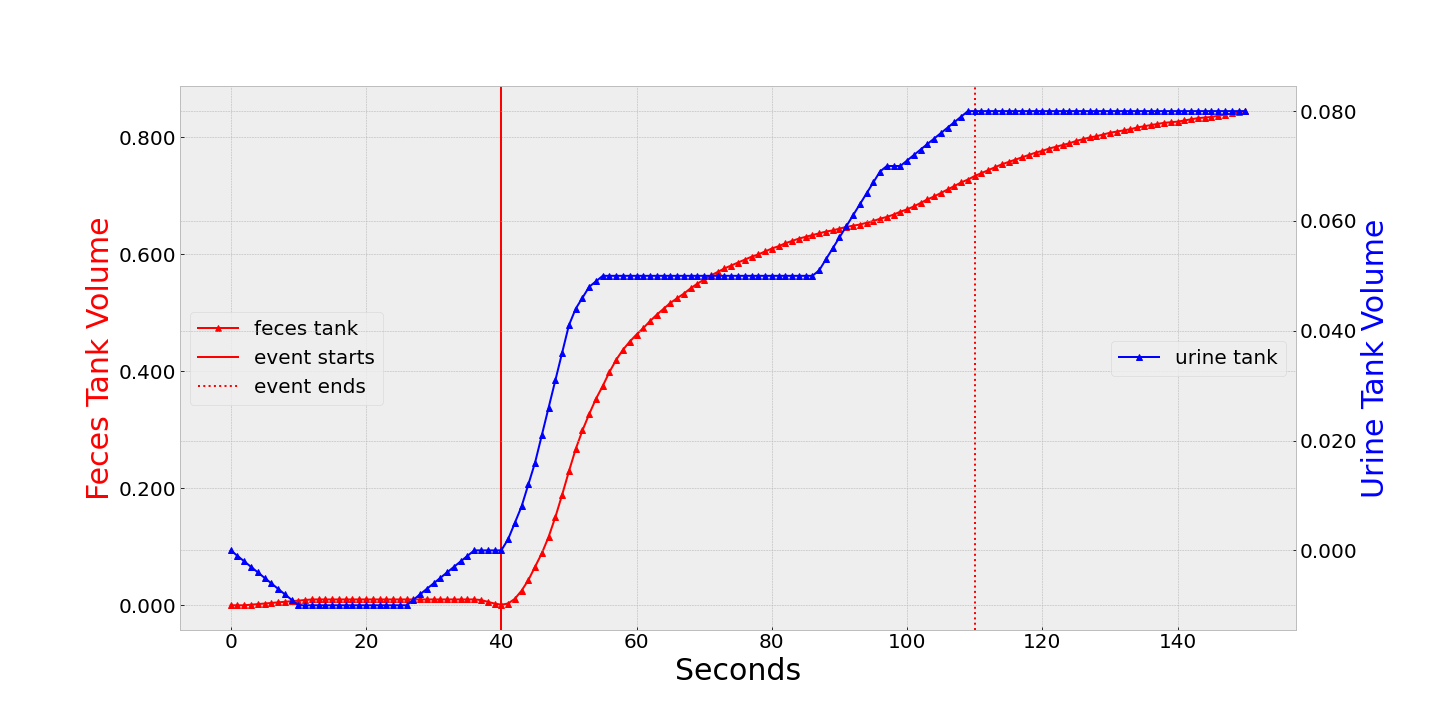 Feces Tank Volume
0.800
0.600
0.400
0.200
0.000
feces tank
event starts
event ends
urine tank
0.080
0.060
0.040
0.020
0.000
Urine Tank Volume
0 20 40 60 80 100 120 140
Seconds